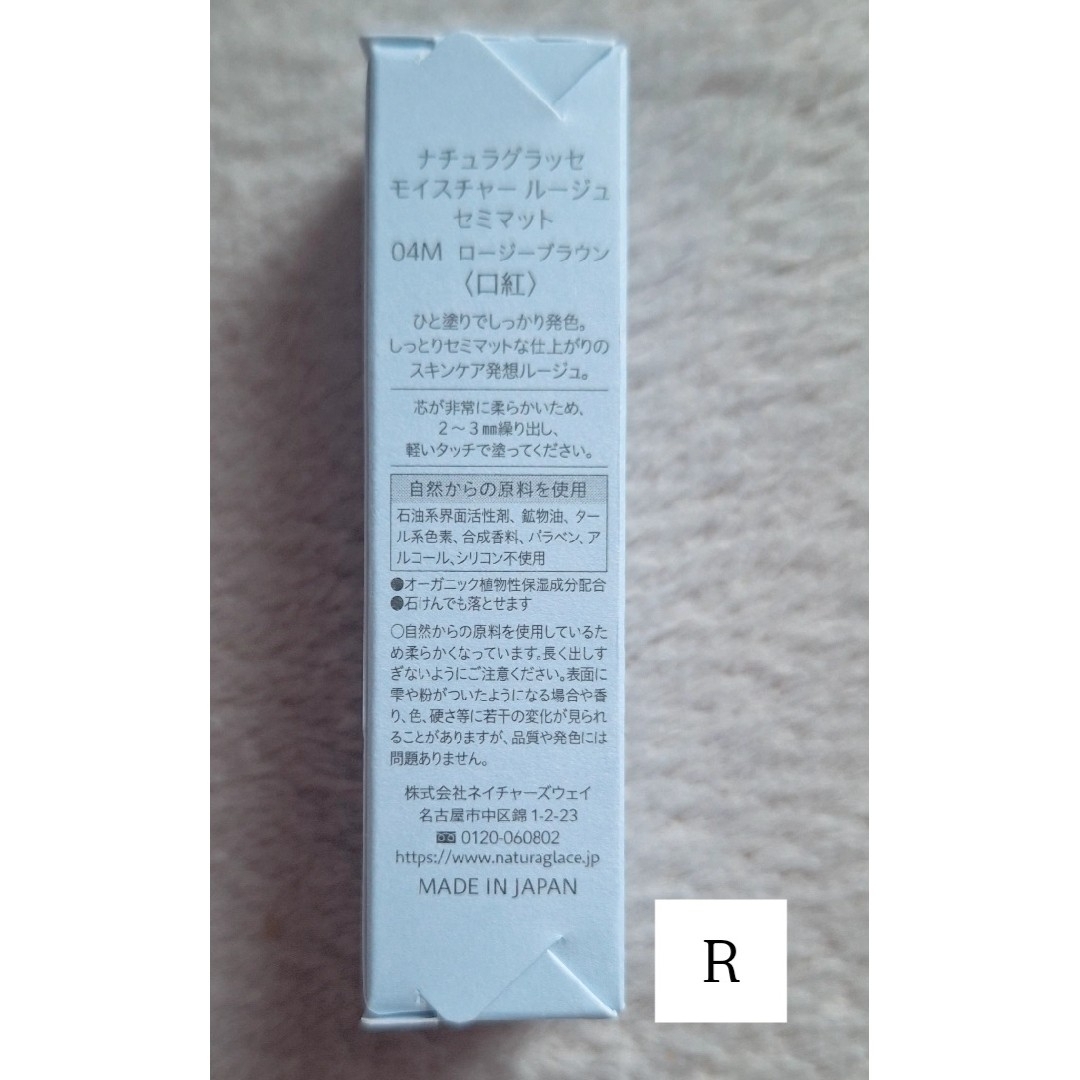 ナチュラグラッセ
モイスチャー ルージュ
セミマット
04M ロージーブラウン
〈口紅〉
ひと塗りでしっかり発色。
しっとりセミマットな仕上がりの
スキンケア発想ルージュ。
芯が非常に柔らかいため、
2～3㎜繰り出し、
軽いタッチで塗ってください。
自然からの原料を使用
石油系界面活性剤、鉱物油、ター
ル系色素、合成香料、パラベン、ア
ルコール、シリコン不使用
●オーガニック植物性保湿成分配合
●石けんでも落とせます
○自然からの原料を使用しているた
め柔らかくなっています。長く出しす
ぎないようにご注意ください。表面に
雫や粉がついたようになる場合や香
り、色、硬さ等に若干の変化が見られ
ることがありますが、品質や発色には
問題ありません。
株式会社ネイチャーズウェイ
名古屋市中区錦 1-2-23
0120-060802
https://www.naturaglace.jp
MADE IN JAPAN
R